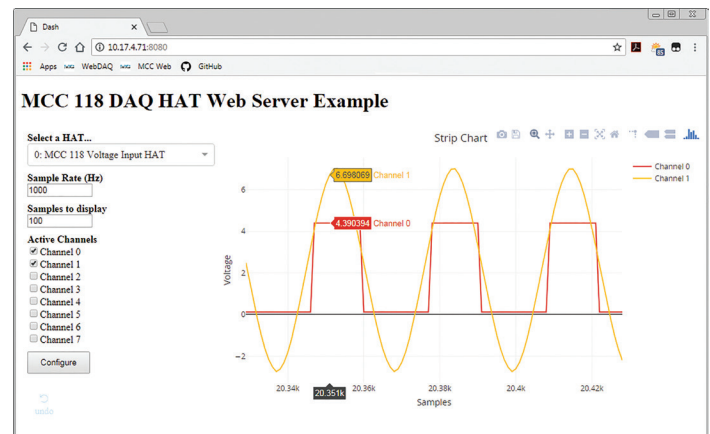 Dash
10.17.4.71:8080
85
Apps WebDAQ MCC Web GitHub
MCC 118 DAQ HAT Web Server Example
Select a HAT...
0: MCC 118 Voltage Input HAT
Sample Rate (Hz)
1000
Samples to display
100
Active Channels
Channel 0
Channel 1
Channel 2
Channel 3
Channel 4
Channel 5
Channel 6
Channel 7
Configure
undo
Strip Chart
Channel 0
Channel 1
6.698069 Channel 1
4.390394 Channel 0
Voltage
6
4
2
0
−2
20.34k 20.351k 20.36k 20.38k 20.4k 20.42k
Samples